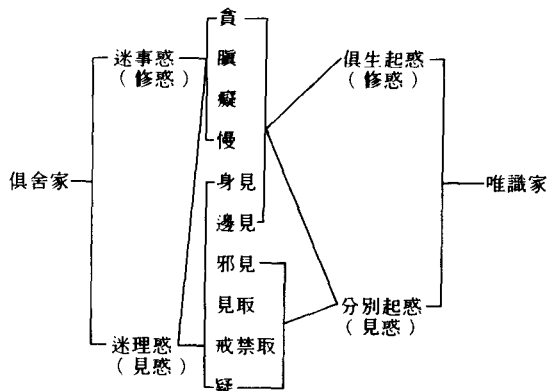 俱舍家
迷事惑
(修惑)
迷理惑
(見惑)
貪
瞋
癡
慢
身見
邊見
邪見
見取
戒禁取
疑
俱生起惑
(修惑)
分別起惑
(見惑)
唯識家